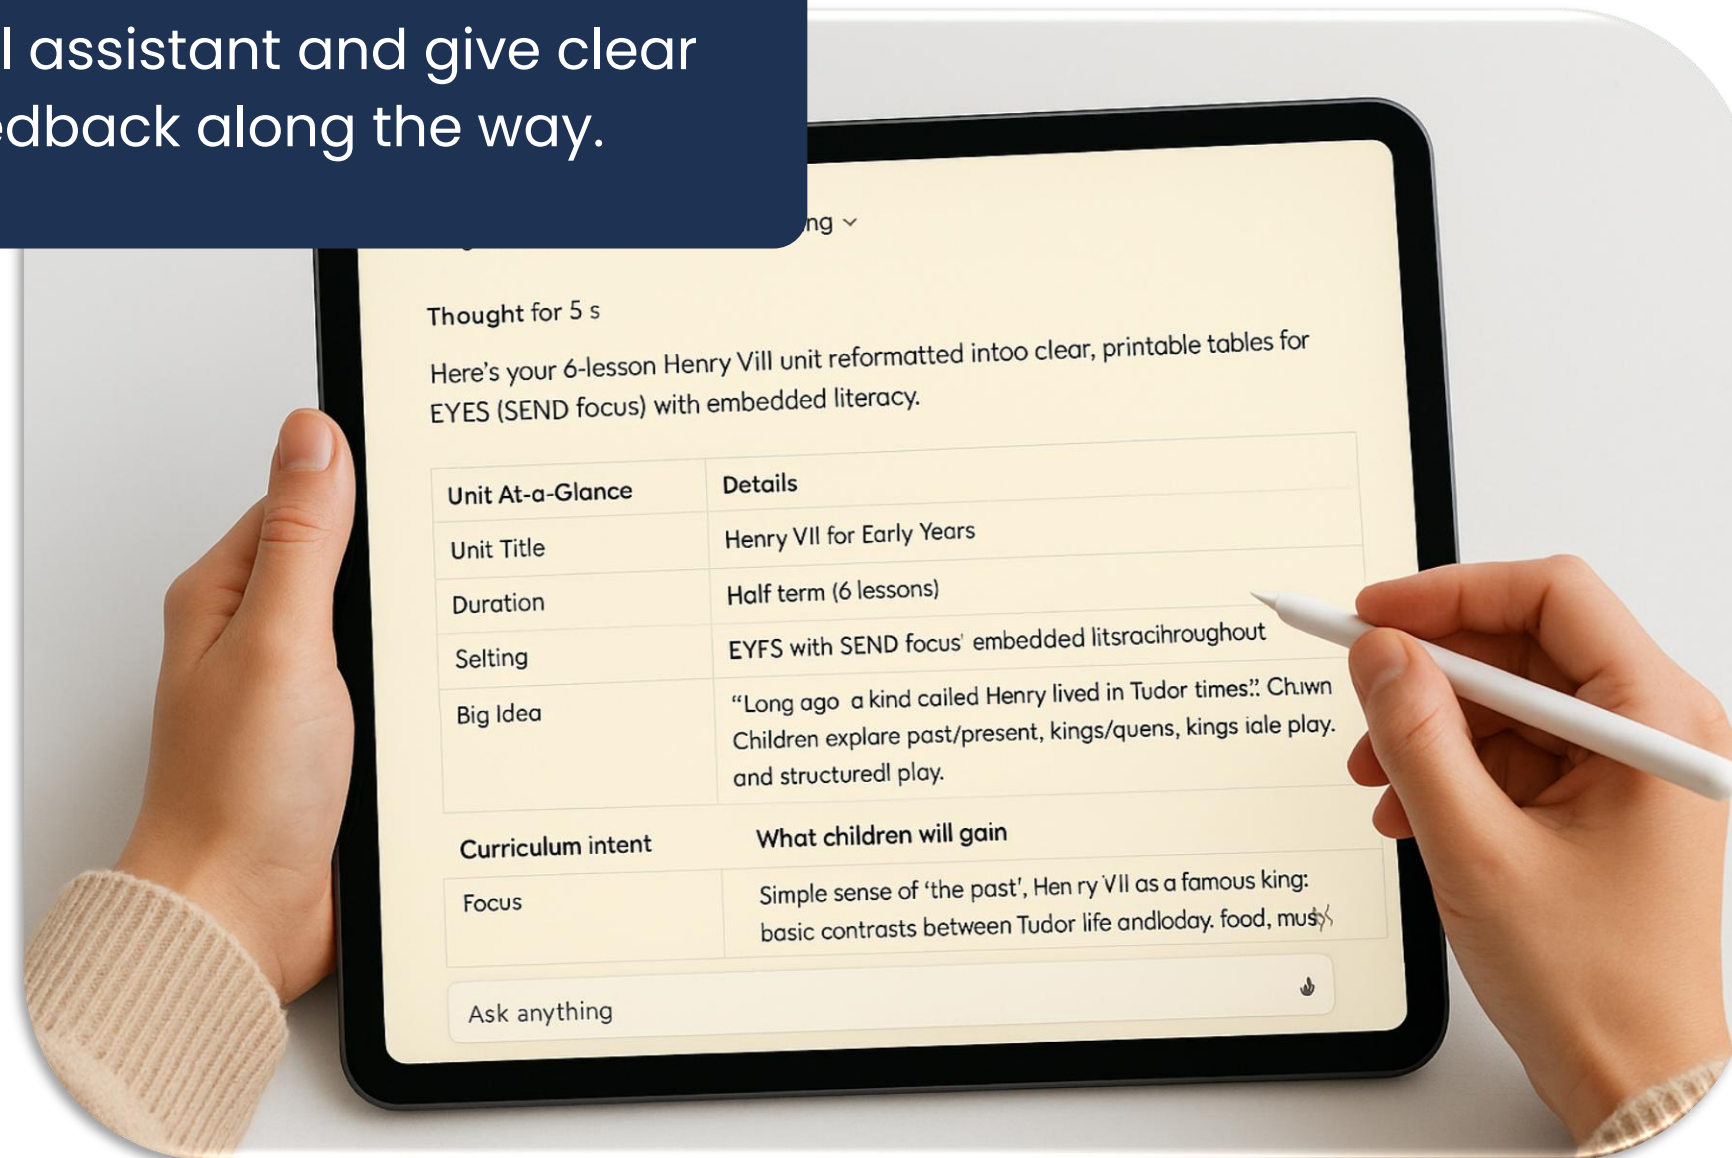 l assistant and give clear
edback along the way.
ng
Thought for 5 s
Here's your 6-lesson Henry Vill unit reformatted intoo clear, printable tables for
EYES (SEND focus) with embedded literacy.
Unit At-a-Glance Details
Unit Title Henry VII for Early Years
Duration Half term (6 lessons)
Selting EYFS with SEND focus' embedded litsracihroughout
Big Idea "Long ago a kind cailed Henry lived in Tudor times". Chıwn
Children explare past/present, kings/quens, kings iale play.
and structuredl play.
Curriculum intent What children will gain
Focus Simple sense of 'the past', Hen ry VII as a famous king:
basic contrasts between Tudor life andloday. food,
Ask anything